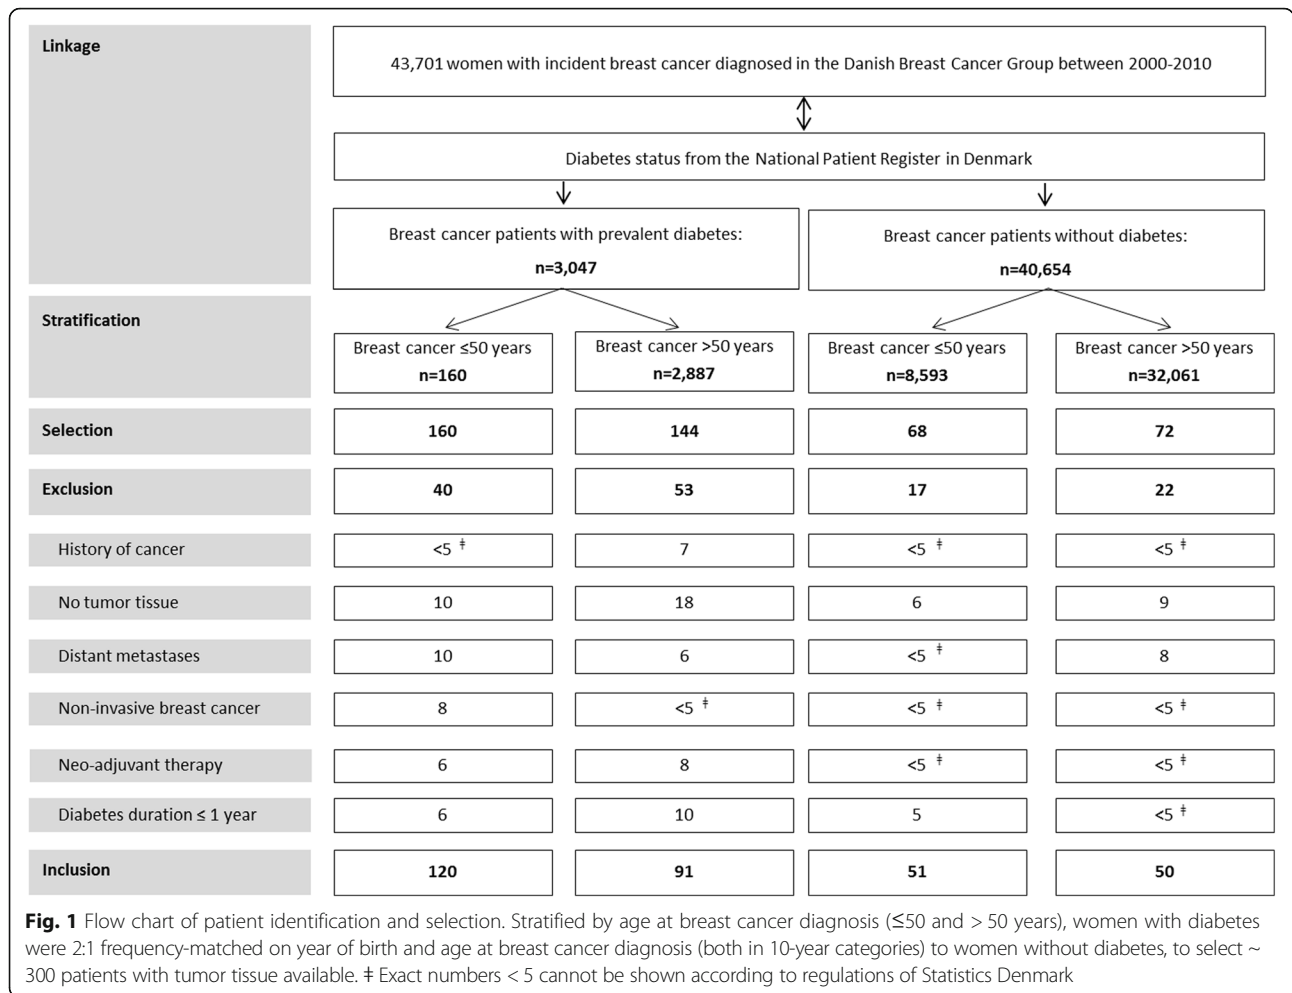 Linkage
43,701 women with incident breast cancer diagnosed in the Danish Breast Cancer Group between 2000-2010
Diabetes status from the National Patient Register in Denmark
Breast cancer patients with prevalent diabetes:
n=3,047
Breast cancer patients without diabetes:
n=40,654
Stratification
Breast cancer ≤50 years
n=160
Breast cancer >50 years
n=2,887
Breast cancer ≤50 years
n=8,593
Breast cancer >50 years
n=32,061
Selection 160 144 68 72
Exclusion 40 53 17 22
History of cancer <5 ‡ 7 <5 ‡ <5 ‡
No tumor tissue 10 18 6 9
Distant metastases 10 6 <5 ‡ 8
Non-invasive breast cancer 8 <5 ‡ <5 ‡ <5 ‡
Neo-adjuvant therapy 6 8 <5 ‡ <5 ‡
Diabetes duration ≤ 1 year 6 10 5 <5 ‡
Inclusion 120 91 51 50
Fig. 1 Flow chart of patient identification and selection. Stratified by age at breast cancer diagnosis (≤50 and > 50 years), women with diabetes
were 2:1 frequency-matched on year of birth and age at breast cancer diagnosis (both in 10-year categories) to women without diabetes, to select ~
300 patients with tumor tissue available. ‡ Exact numbers < 5 cannot be shown according to regulations of Statistics Denmark